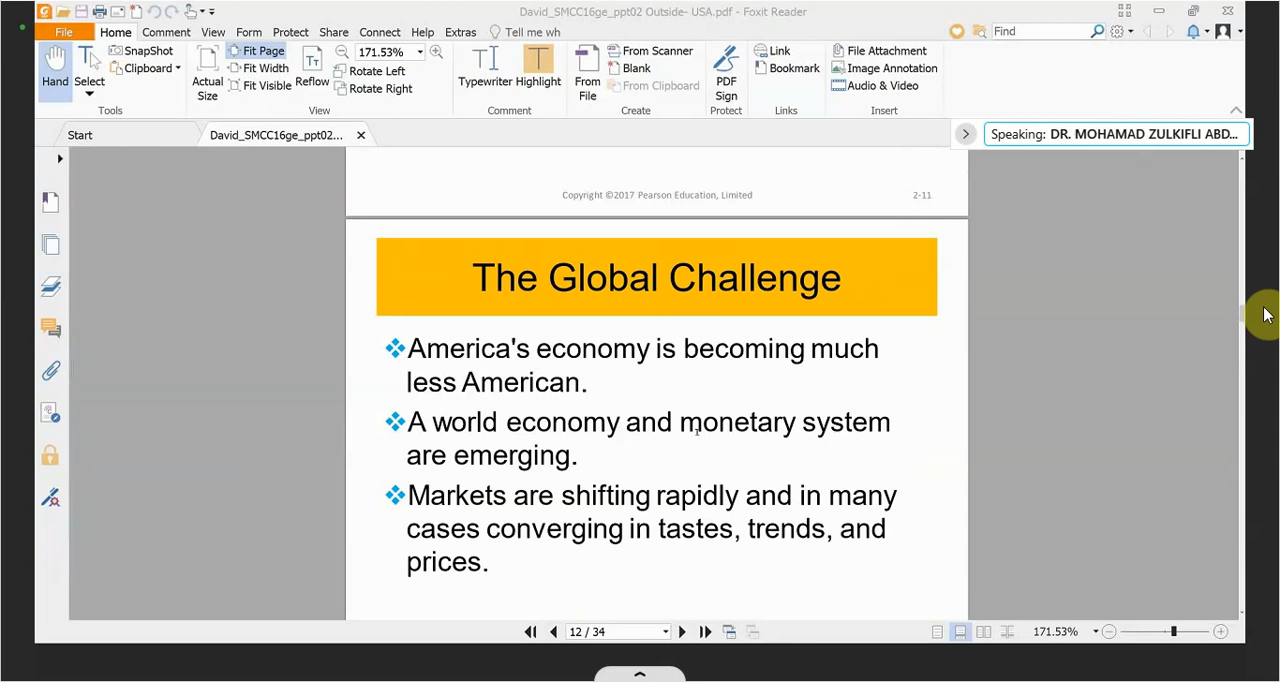 David_SMCC16ge_ppt02 Outside- USA.pdf - Foxit Reader
File Home Comment View Form Protect Share Connect Help Extras Tell me wh Find
Hand
Select
SnapShot
Clipboard
Tools
Actual Size
Fit Page
Fit Width
Fit Visible
Reflow
171.53%
Rotate Left
Rotate Right
View
Typewriter Highlight
Comment
From File
From Scanner
Blank
From Clipboard
Create
PDF Sign
Protect
Link
Bookmark
Links
File Attachment
Image Annotation
Audio & Video
Insert
Start David_SMCC16ge_ppt02...
Speaking: DR. MOHAMAD ZULKIFLI ABD...
Copyright ©2017 Pearson Education, Limited 2-11
The Global Challenge
America's economy is becoming much
less American.
A world economy and monetary system
are emerging.
Markets are shifting rapidly and in many
cases converging in tastes, trends, and
prices.
12 / 34 171.53%